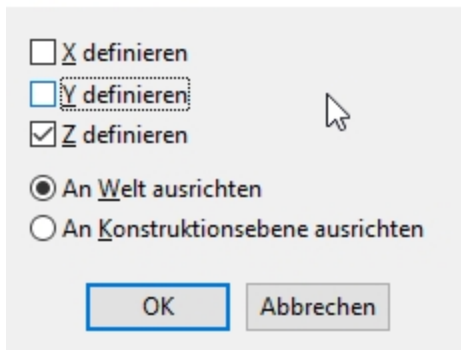 X definieren
Y definieren
Z definieren
An Welt ausrichten
An Konstruktionsebene ausrichten
OK Abbrechen